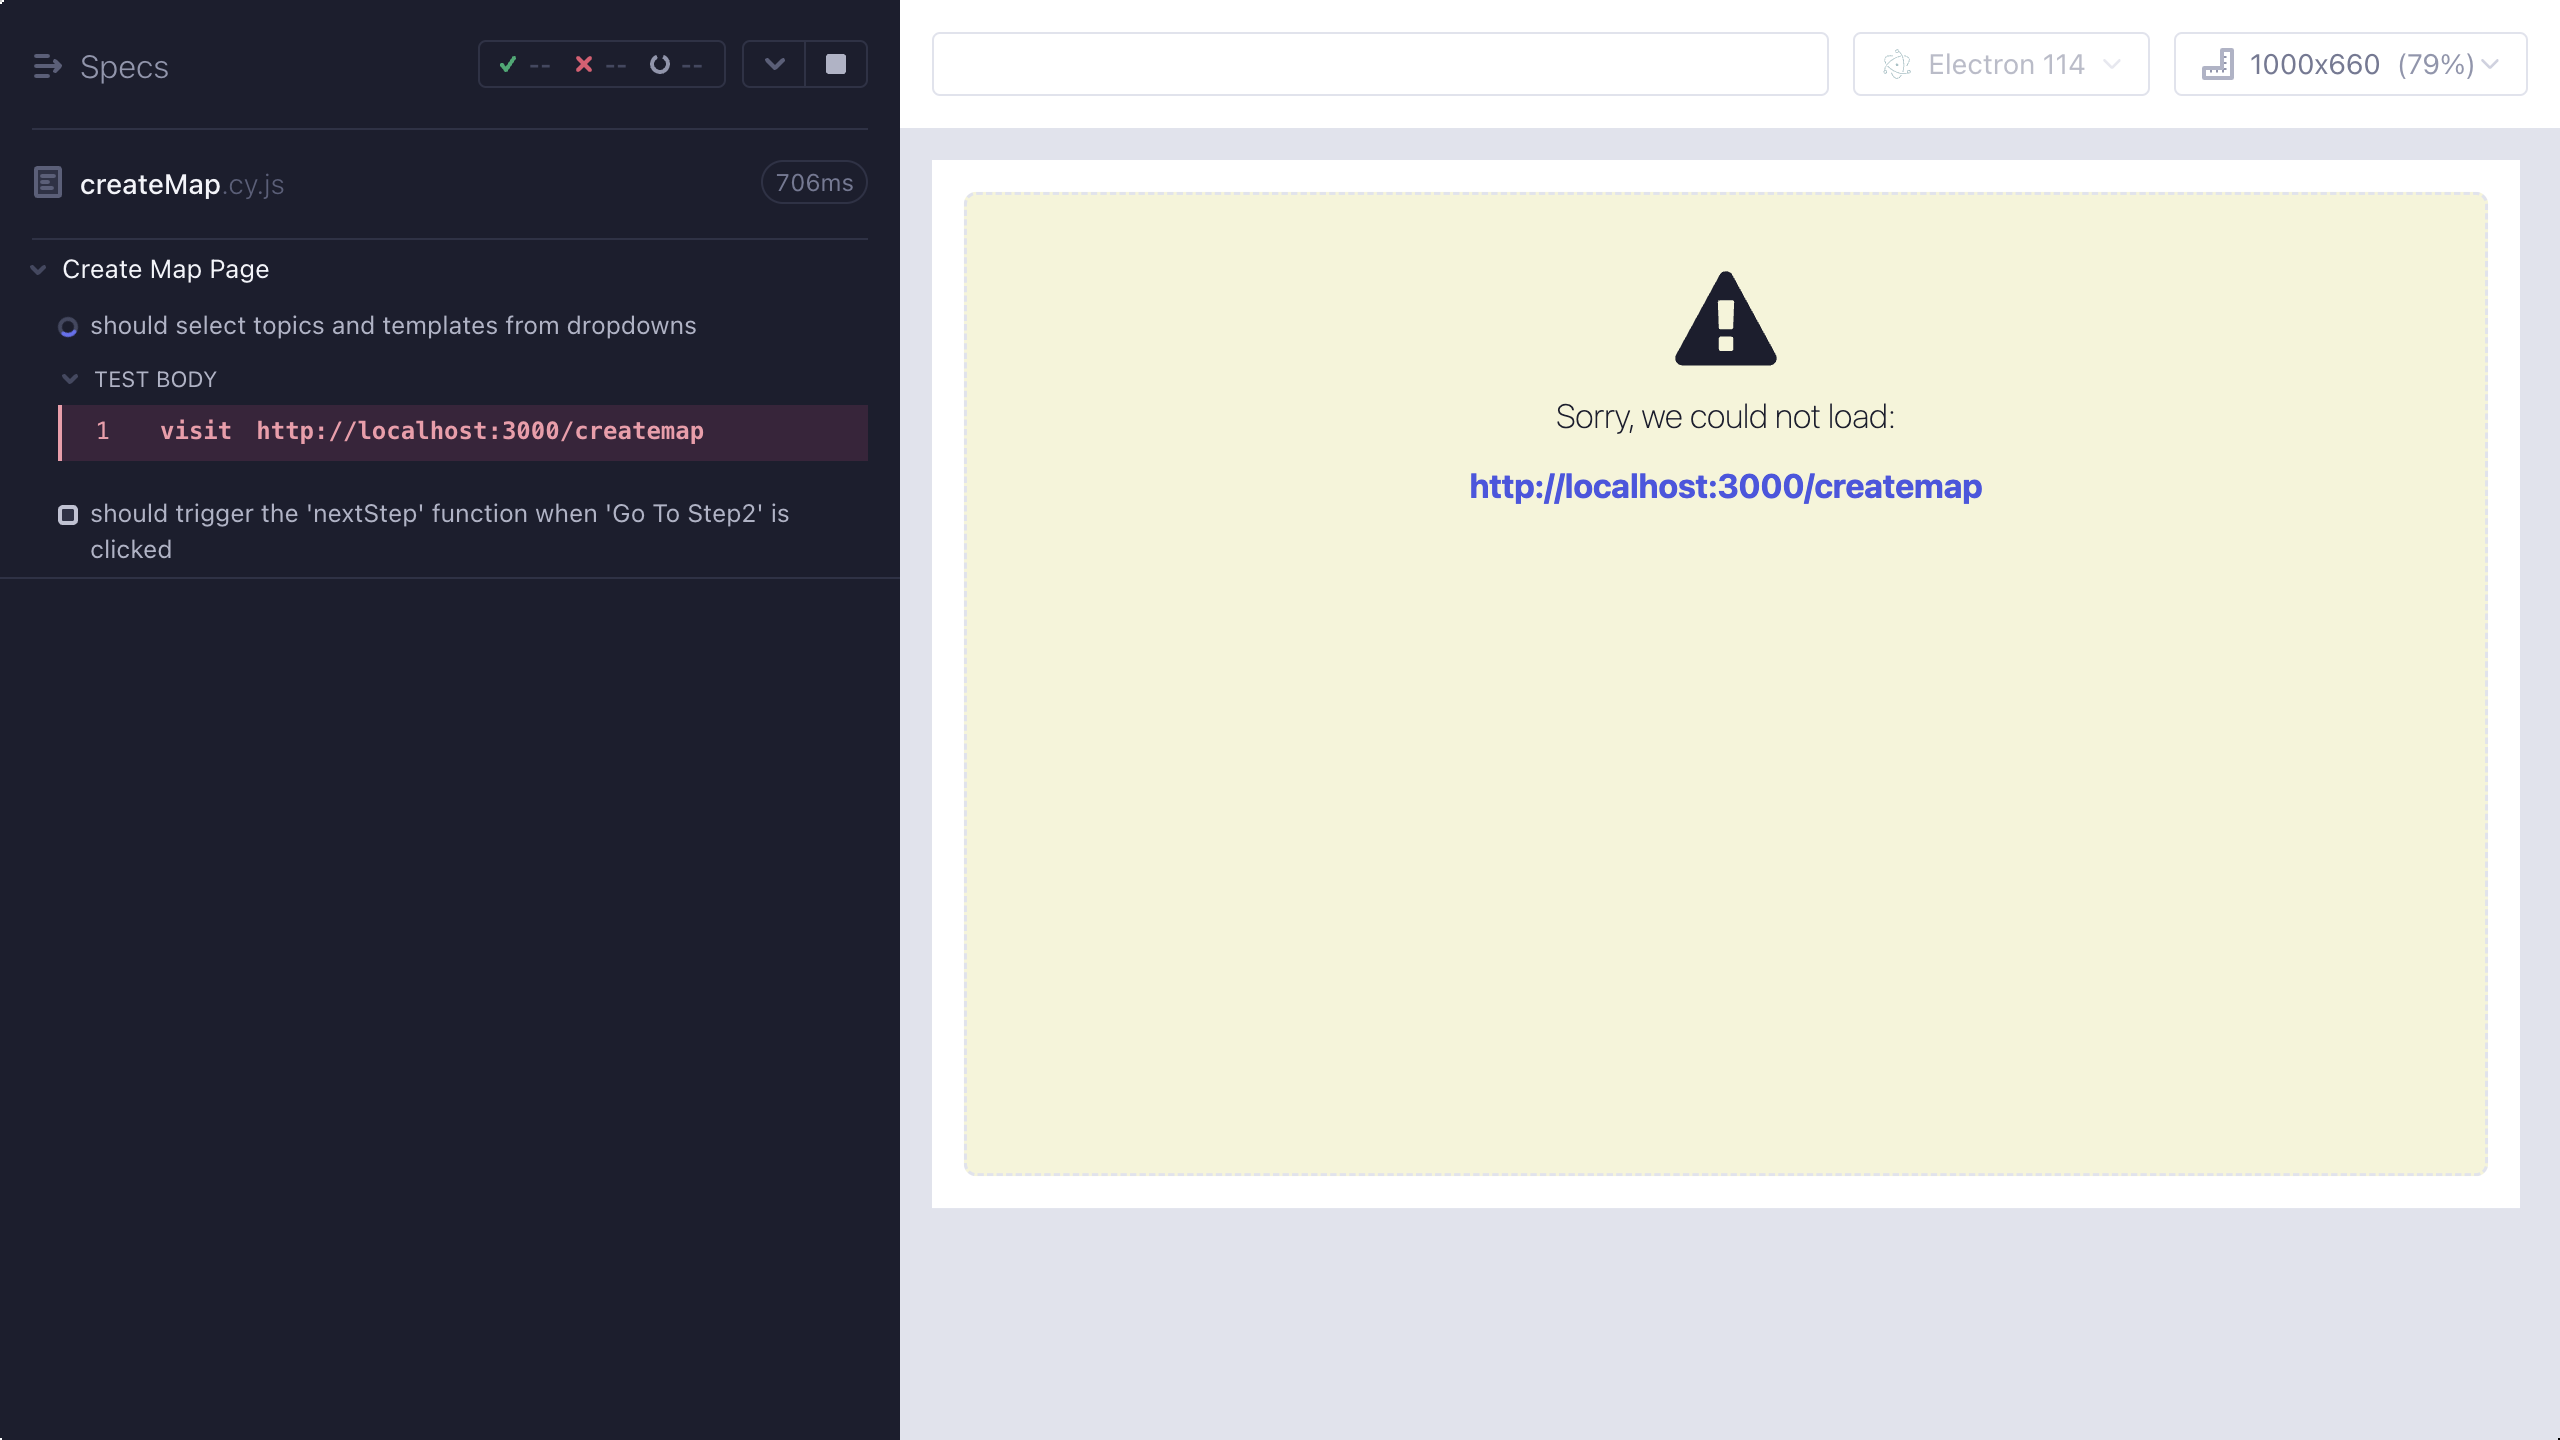 Specs
-- -- --
createMap.cy.js
706ms
Create Map Page
should select topics and templates from dropdowns
TEST BODY
1 visit http://localhost:3000/createmap
should trigger the 'nextStep' function when 'Go To Step2' is
clicked
Electron 114
1000x660 (79%)
Sorry, we could not load:
http://localhost:3000/createmap